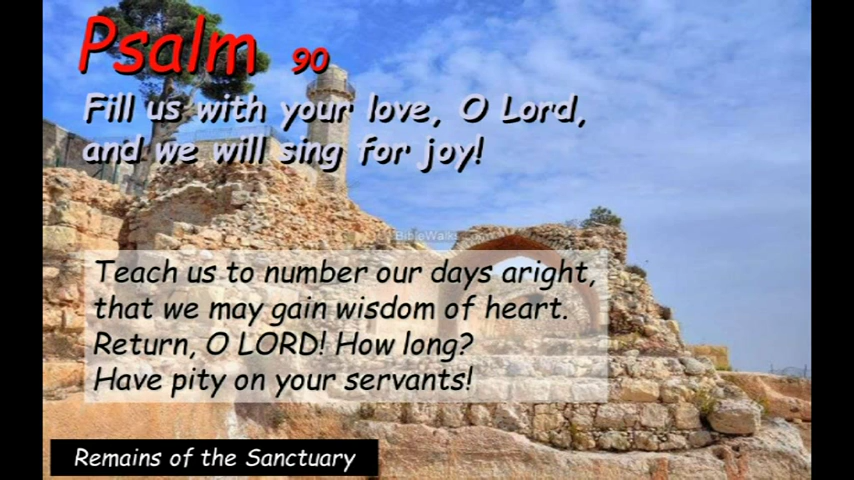 Psalm 90
Fill us with your love, O Lord,
and we will sing for joy!
BibleWalks
Teach us to number our days aright,
that we may gain wisdom of heart.
Return, O LORD! How long?
Have pity on your servants!
Remains of the Sanctuary